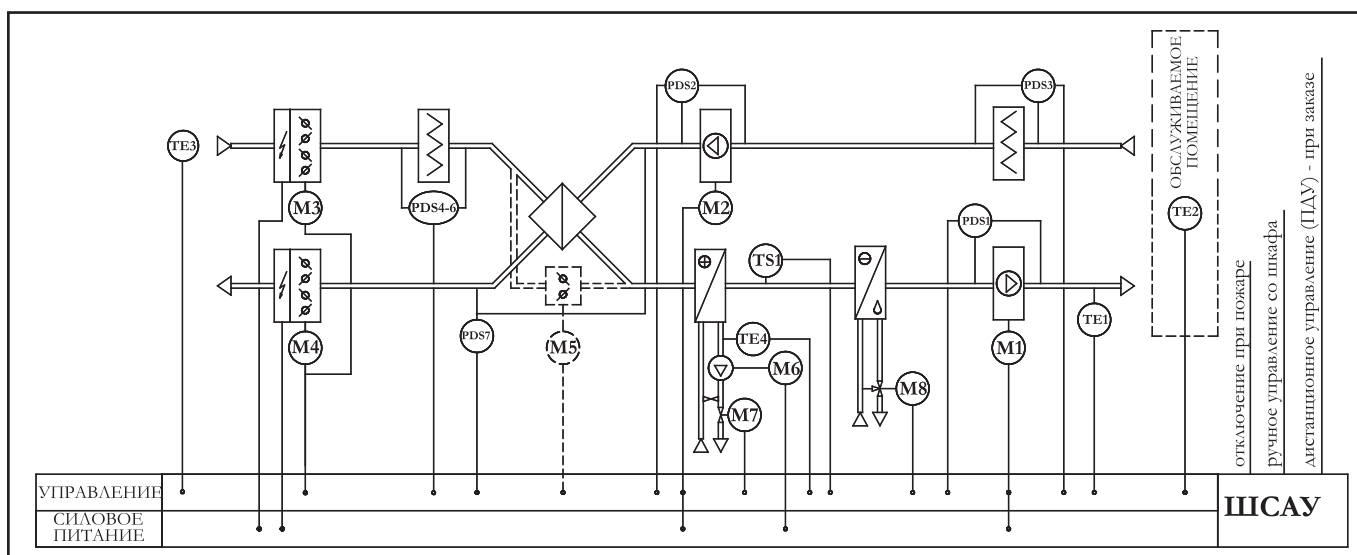 PDS2
PDS3
ОБСЛУЖИВАЕМОЕ
ПОМЕЩЕНИЕ
TE3
PDS4-6
M3
M2
TE2
PDS1
TS1
TE1
PDS7
M4
M5
TE4
M6
M1
M7
M8
отключение при пожаре
ручное управление со шкафа
дистанционное управление (ПДУ) - при заказе
УПРАВЛЕНИЕ
СИЛОВОЕ
ПИТАНИЕ
ШСАУ